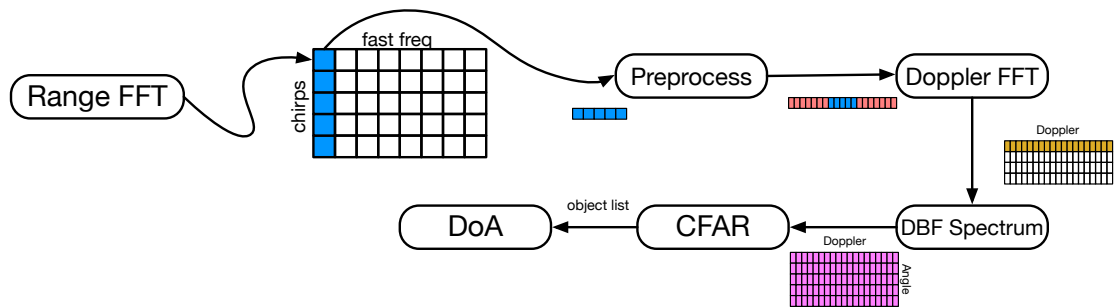 fast freq
Range FFT
chirps
Preprocess
Doppler FFT
Doppler
object list
DoA
CFAR
DBF Spectrum
Doppler
Angle